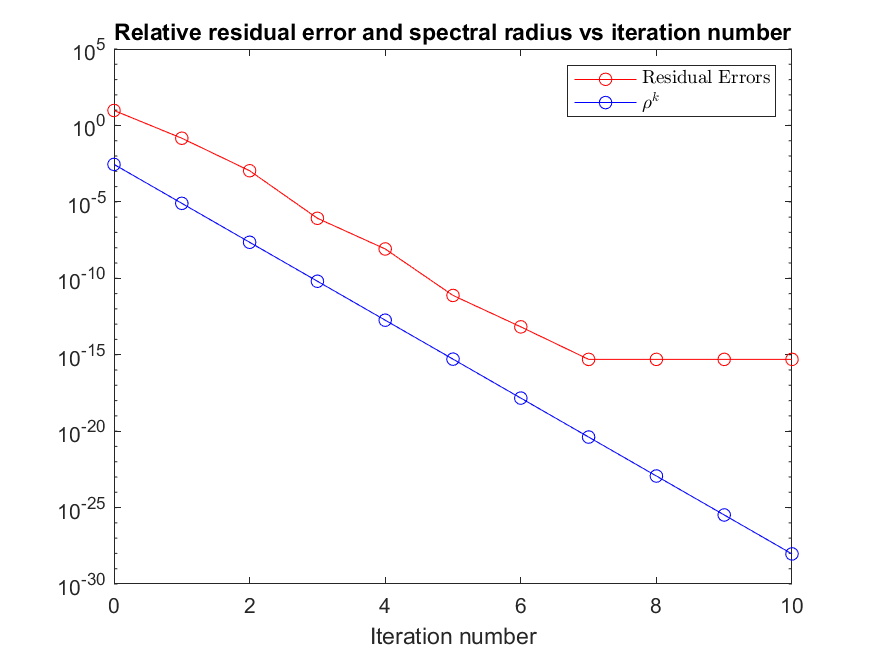 Relative residual error and spectral radius vs iteration number
10^5
10^0
10^-5
10^-10
10^-15
10^-20
10^-25
10^-30
Residual Errors
ρ^k
0 2 4 6 8 10
Iteration number